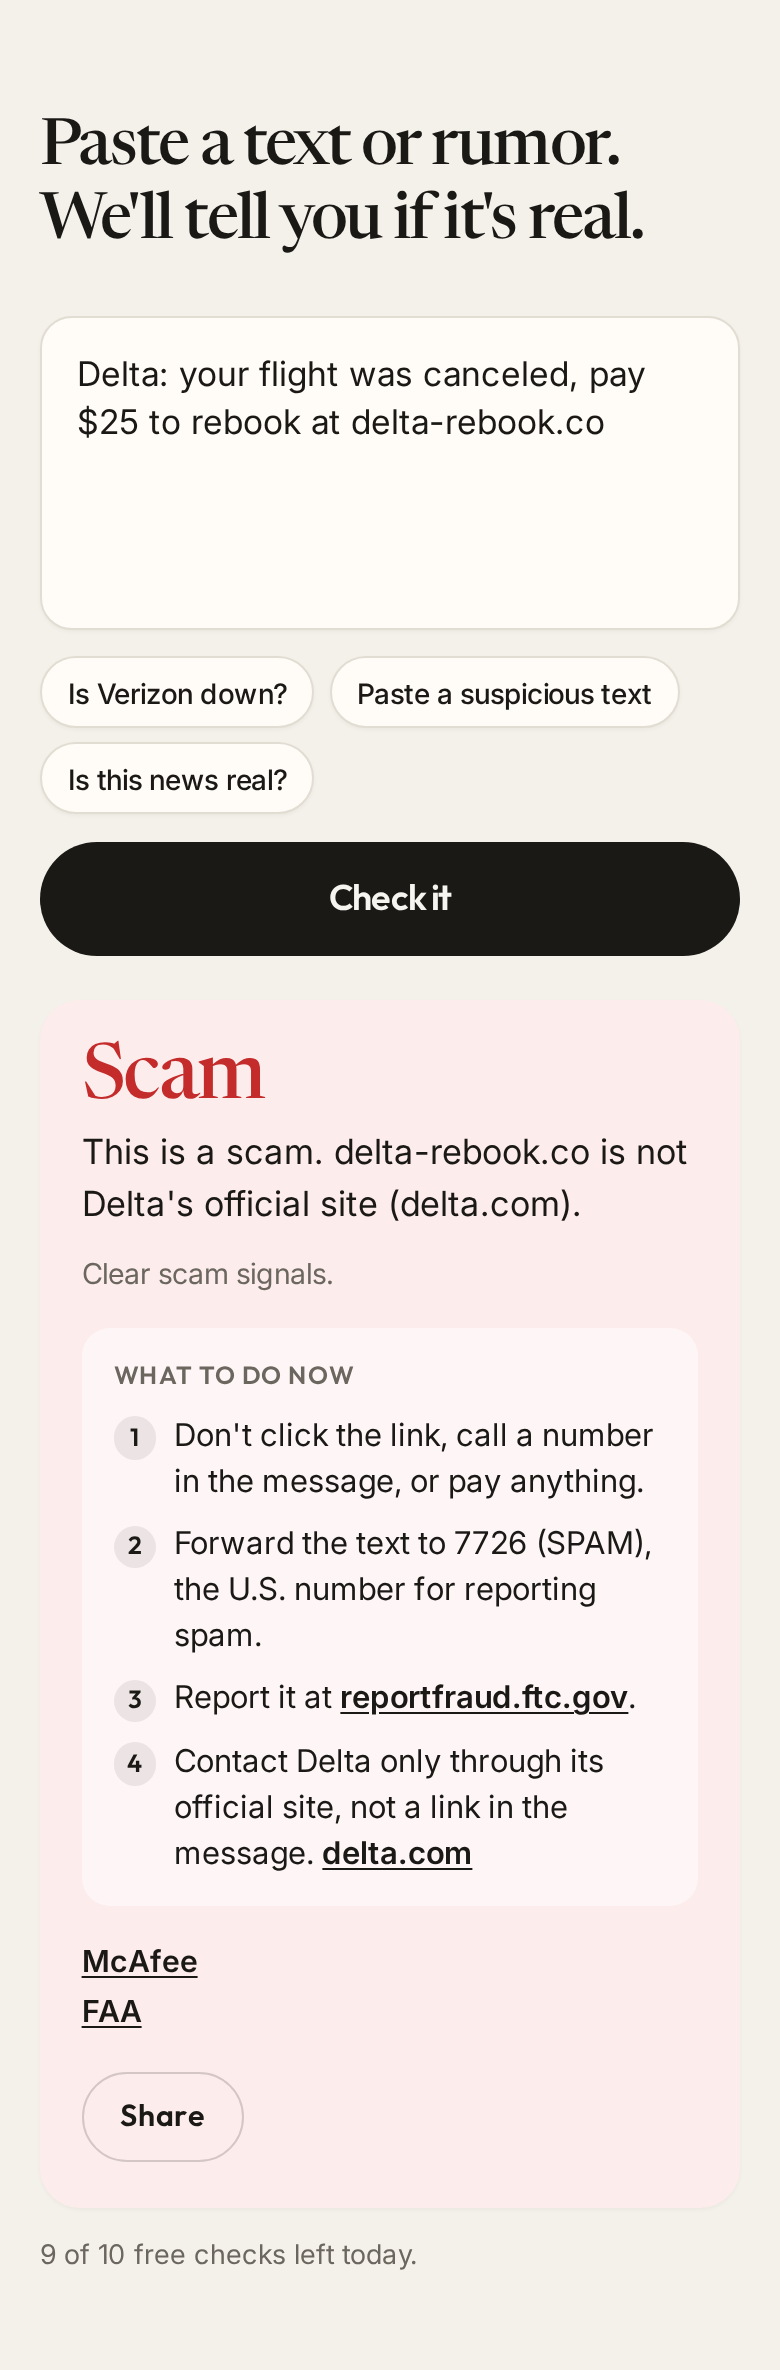 Paste a text or rumor.
We'll tell you if it's real.
Delta: your flight was canceled, pay
$25 to rebook at delta-rebook.co
Is Verizon down?
Paste a suspicious text
Is this news real?
Check it
Scam
This is a scam. delta-rebook.co is not
Delta's official site (delta.com).
Clear scam signals.
WHAT TO DO NOW
1 Don't click the link, call a number
in the message, or pay anything.
2 Forward the text to 7726 (SPAM),
the U.S. number for reporting
spam.
3 Report it at reportfraud.ftc.gov.
4 Contact Delta only through its
official site, not a link in the
message. delta.com
McAfee
FAA
Share
9 of 10 free checks left today.